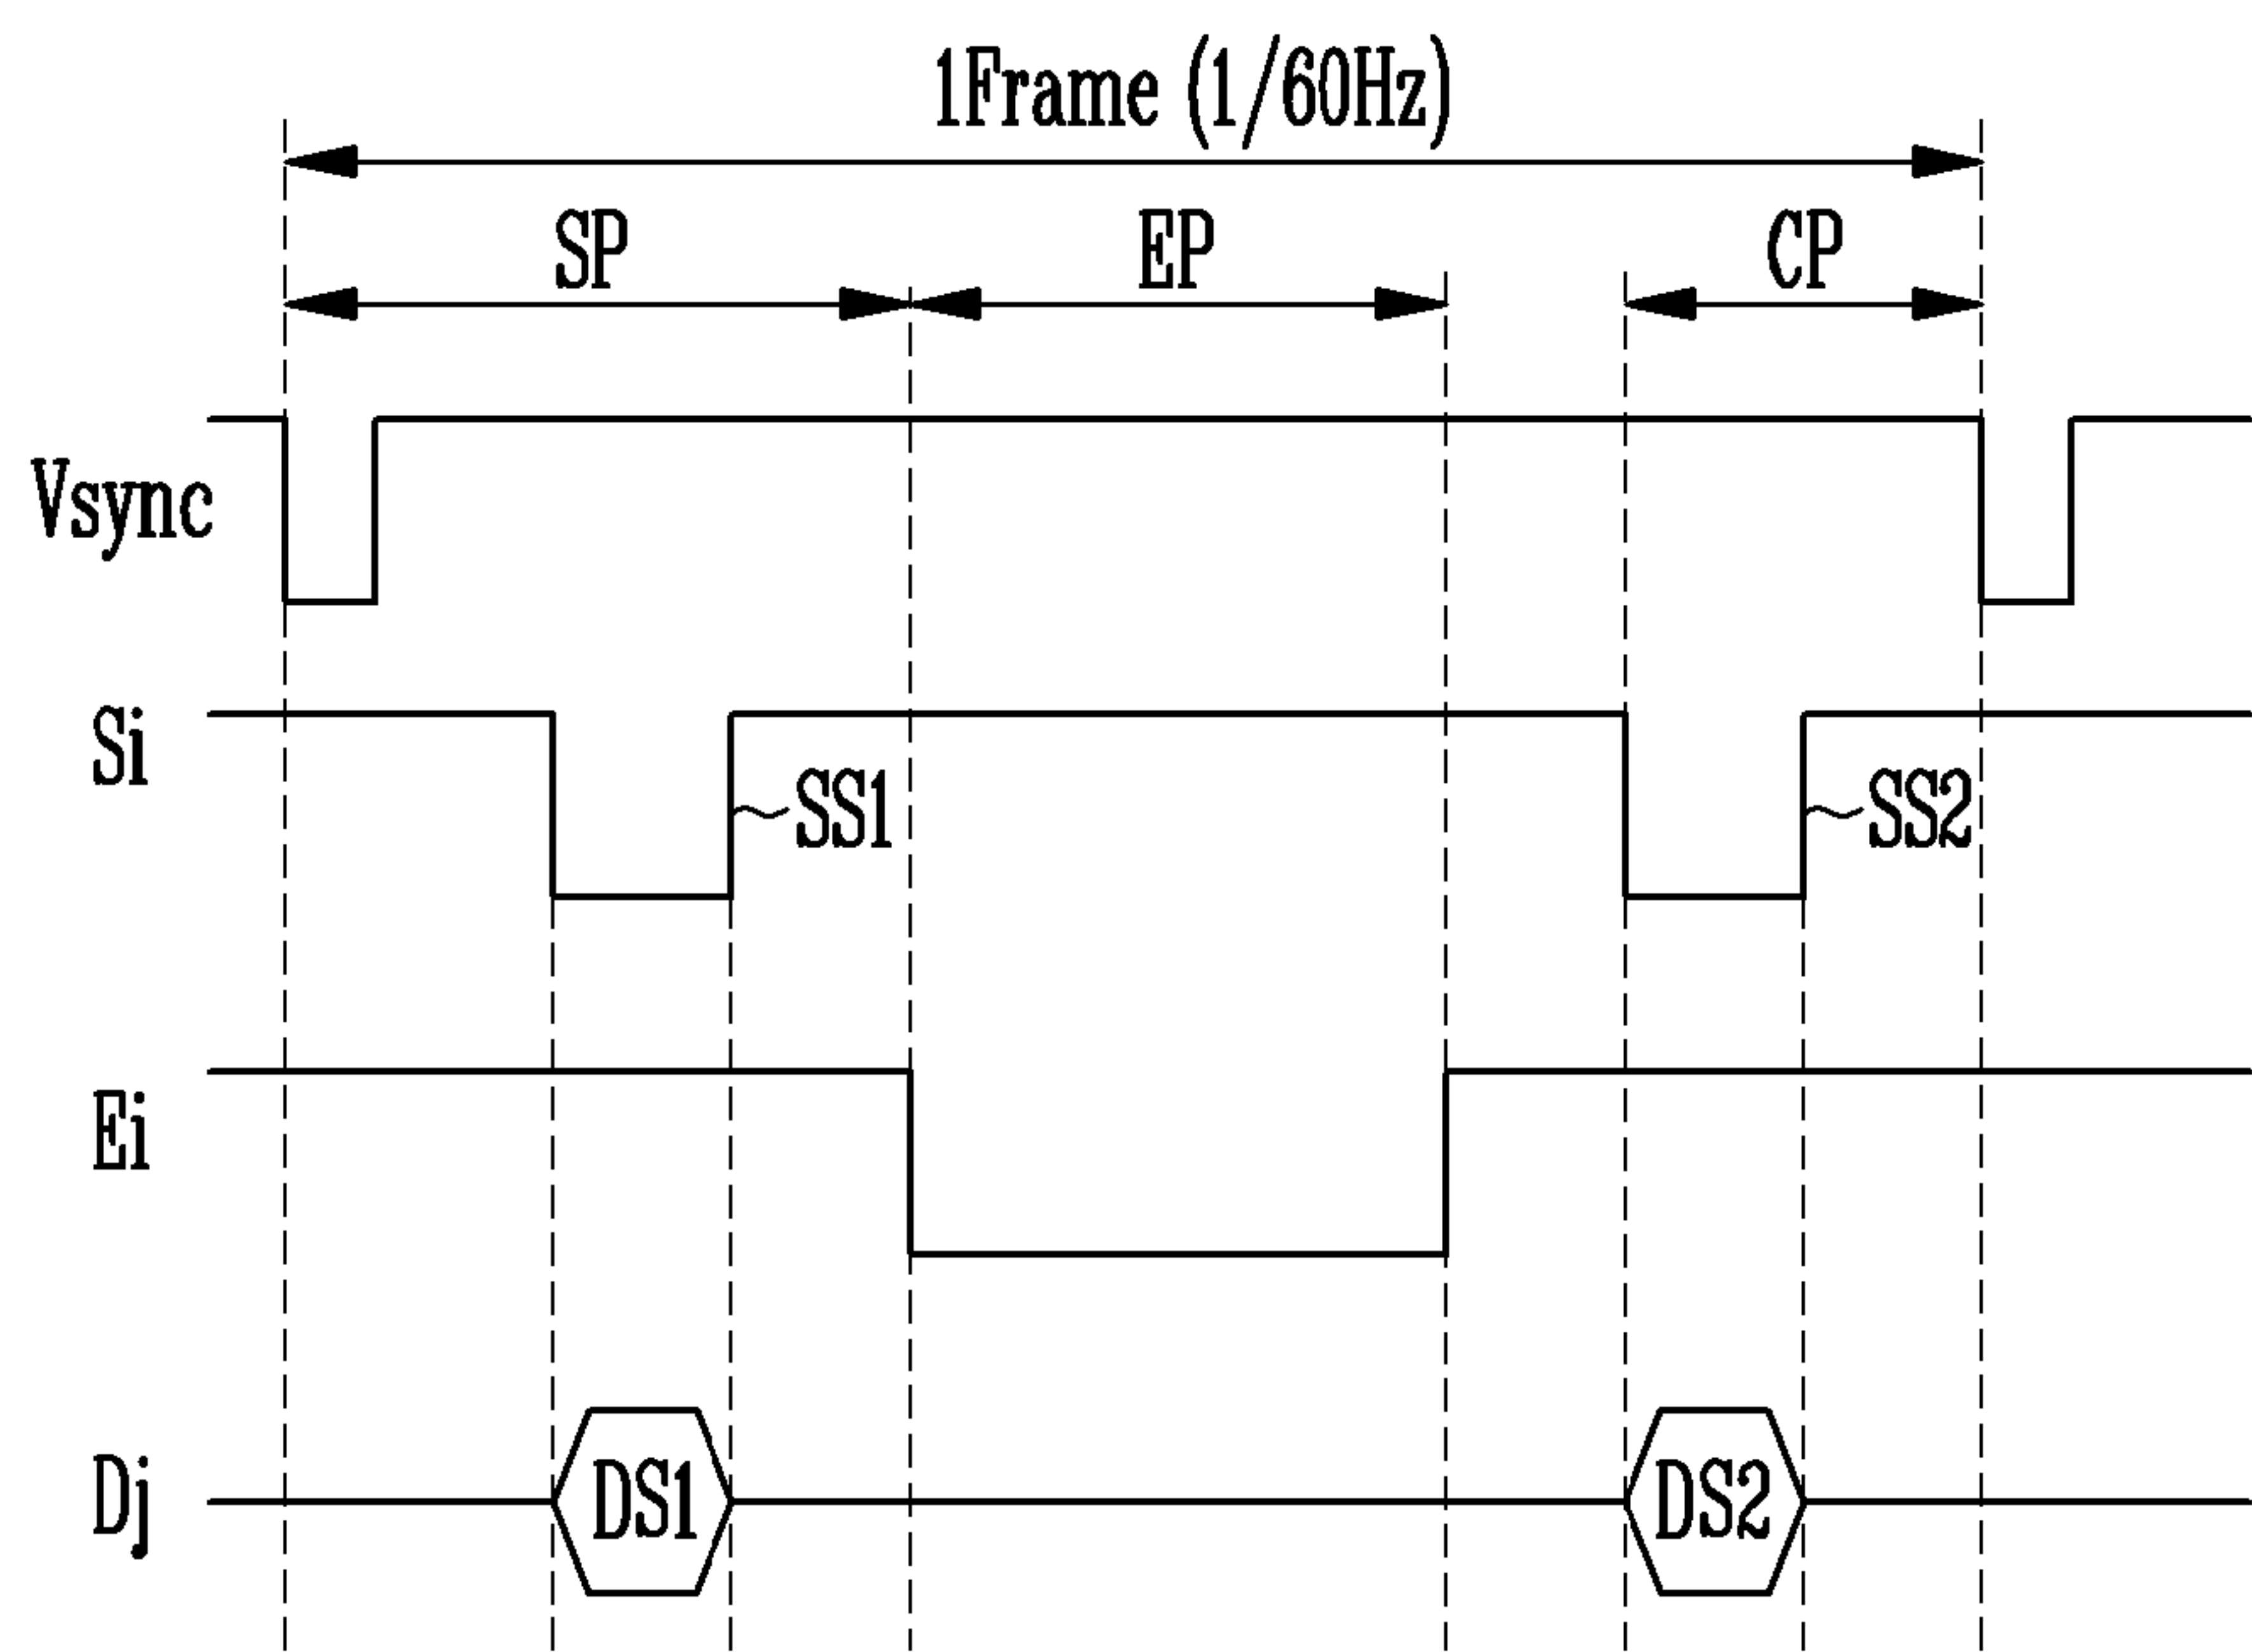 1Frame (1/60Hz)
SP EP CP
Vsync
Si
SS1 SS2
Ei
Dj DS1 DS2